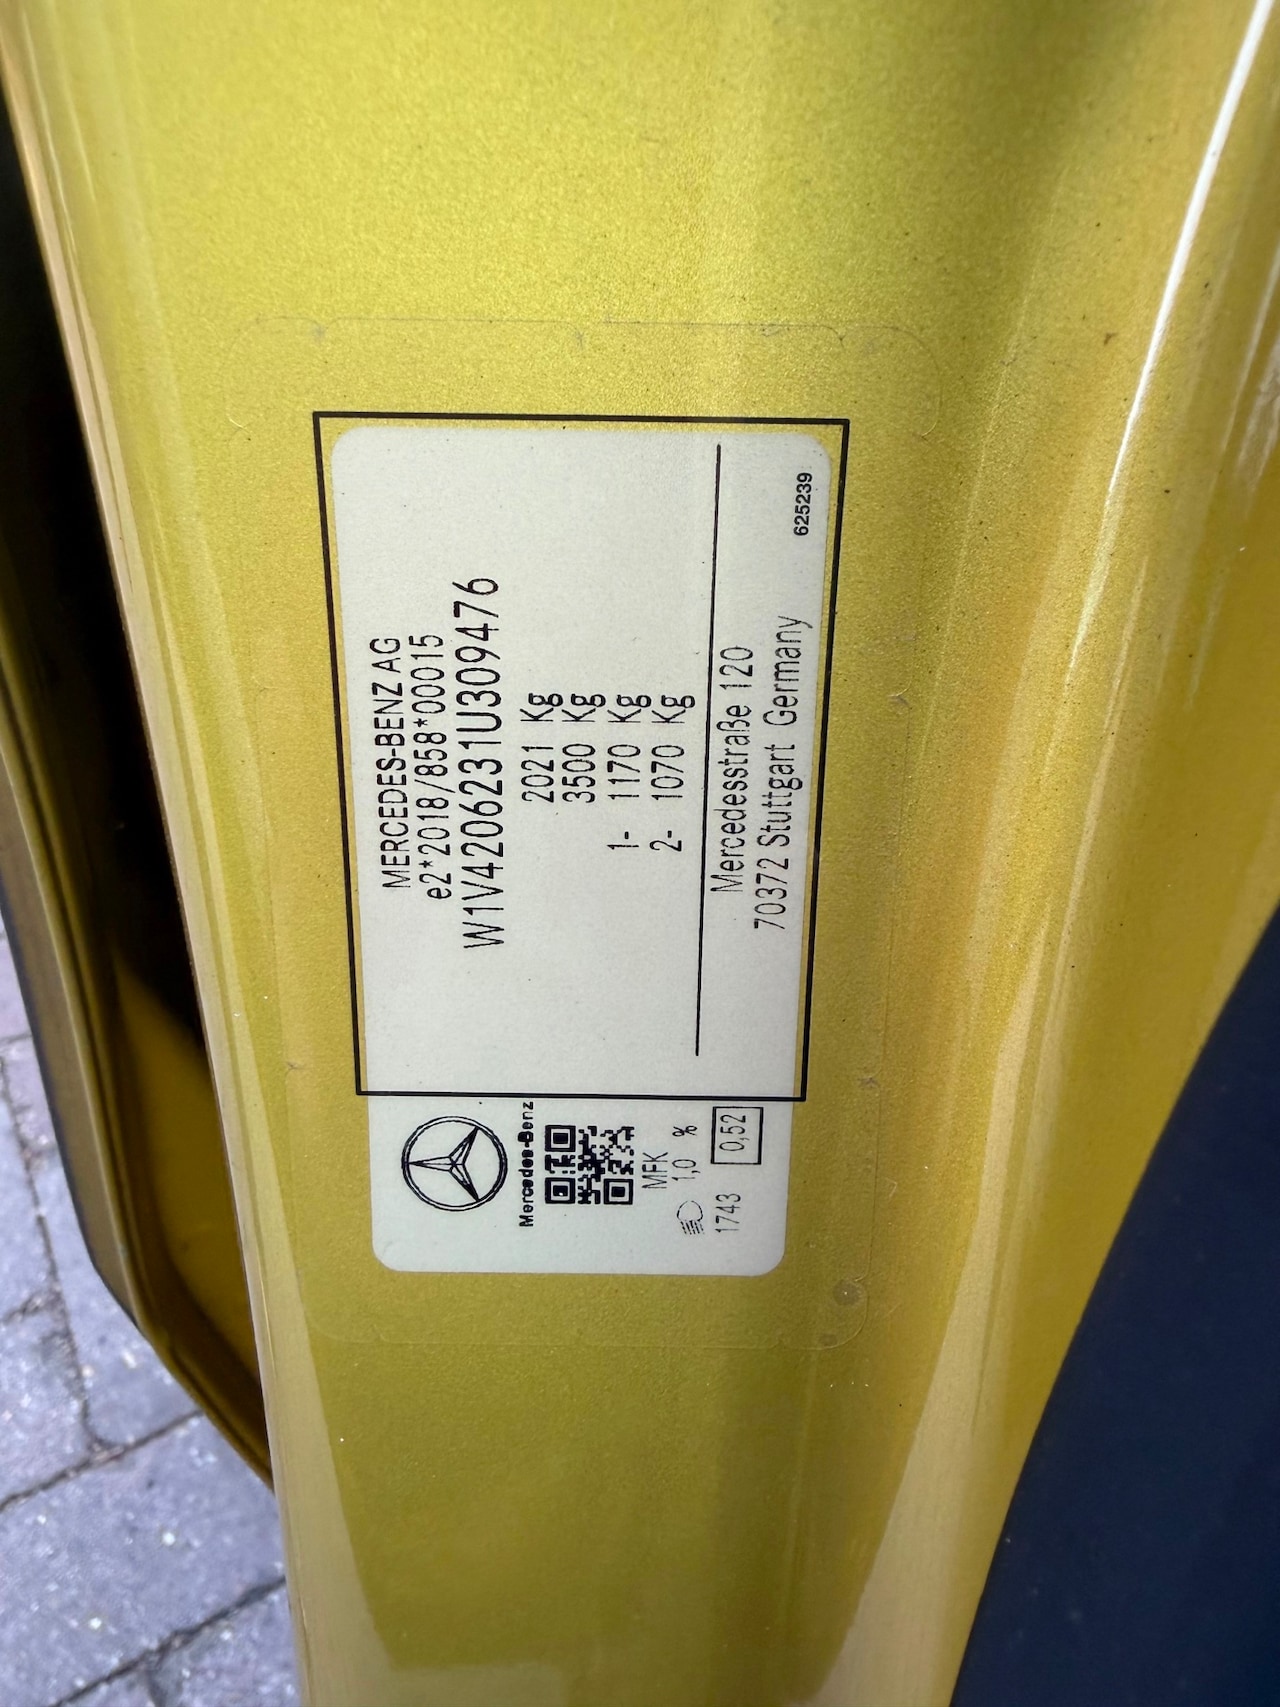 MERCEDES-BENZ AG
e2*2018/858*00015
W1V4206231U309476
2021 Kg
3500 Kg
1- 1170 Kg
2- 1070 Kg
Mercedesstraße 120
70372 Stuttgart Germany
625239
Mercedes-Benz
MFK
1,0 %
1743 0,52